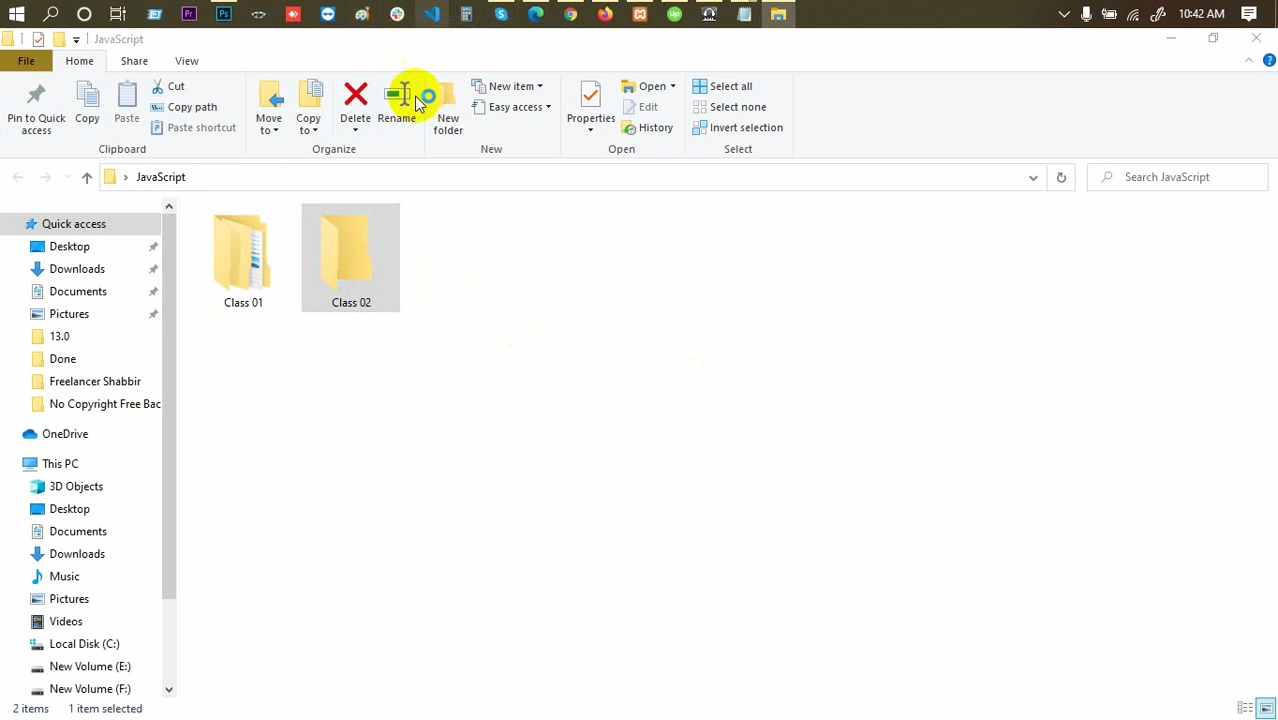 Pr
Ps
Up
10:42 AM
JavaScript
File
Home
Share
View
Pin to Quick access
Copy
Paste
Cut
Copy path
Paste shortcut
Clipboard
Move to
Copy to
Delete
Rename
Organize
New folder
New item
Easy access
New
Properties
Open
Edit
History
Open
Select all
Select none
Invert selection
Select
JavaScript
Search JavaScript
Quick access
Desktop
Downloads
Documents
Pictures
13.0
Done
Freelancer Shabbir
No Copyright Free Bac
OneDrive
This PC
3D Objects
Desktop
Documents
Downloads
Music
Pictures
Videos
Local Disk (C:)
New Volume (E:)
New Volume (F:)
Class 01
Class 02
2 items
1 item selected